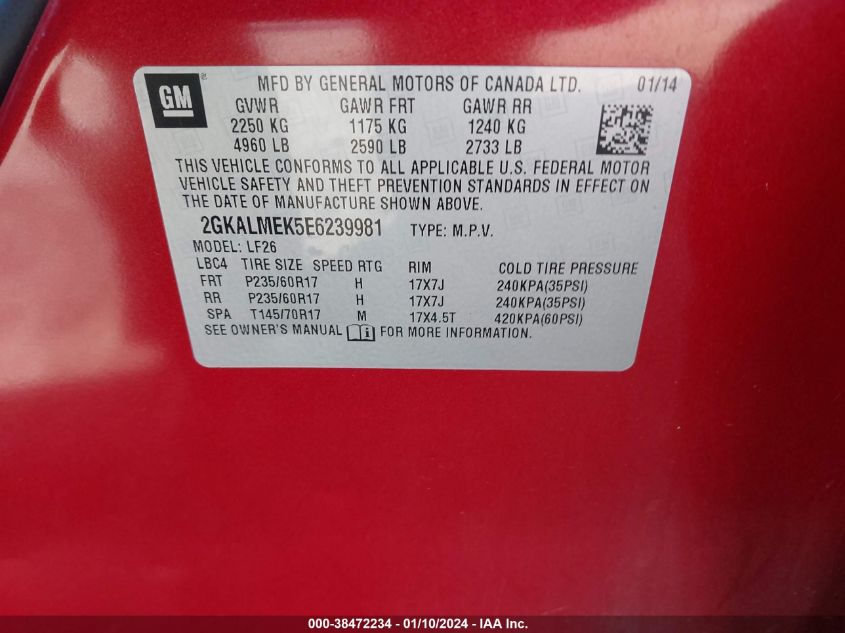 GM
MFD BY GENERAL MOTORS OF CANADA LTD. 01/14
GVWR GAWR FRT GAWR RR
2250 KG 1175 KG 1240 KG
4960 LB 2590 LB 2733 LB
THIS VEHICLE CONFORMS TO ALL APPLICABLE U.S. FEDERAL MOTOR
VEHICLE SAFETY AND THEFT PREVENTION STANDARDS IN EFFECT ON
THE DATE OF MANUFACTURE SHOWN ABOVE.
2GKALMEK5E6239981 TYPE: M.P.V.
MODEL: LF26
LBC4 TIRE SIZE SPEED RTG RIM COLD TIRE PRESSURE
FRT P235/60R17 H 17X7J 240KPA(35PSI)
RR P235/60R17 H 17X7J 240KPA(35PSI)
SPA T145/70R17 M 17X4.5T 420KPA(60PSI)
SEE OWNER'S MANUAL i FOR MORE INFORMATION.
000-38472234 - 01/10/2024 - IAA Inc.